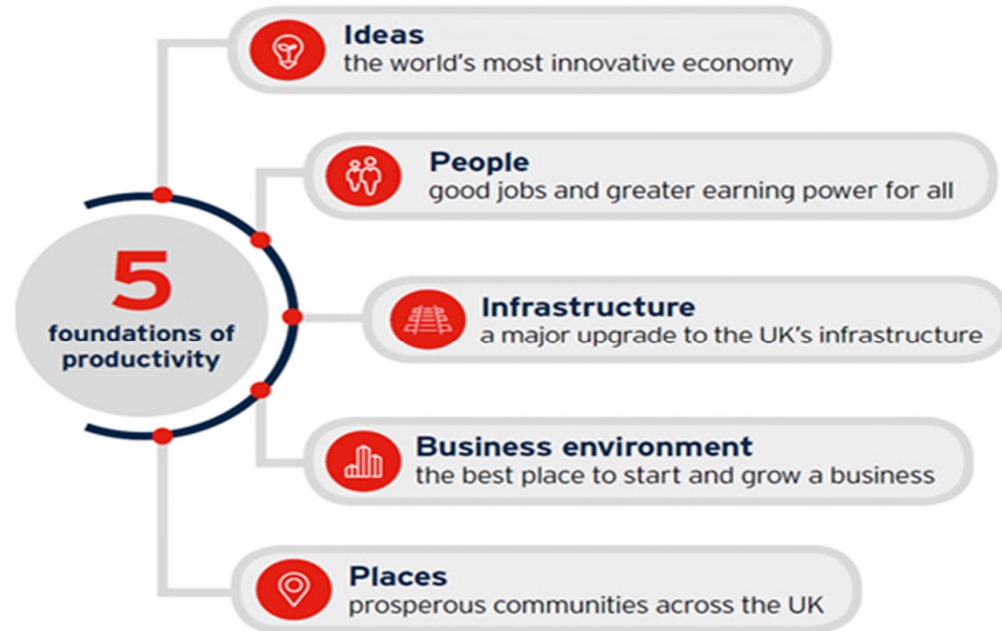 Ideas
the world's most innovative economy
People
good jobs and greater earning power for all
5
foundations of
productivity
Infrastructure
a major upgrade to the UK's infrastructure
Business environment
the best place to start and grow a business
Places
prosperous communities across the UK